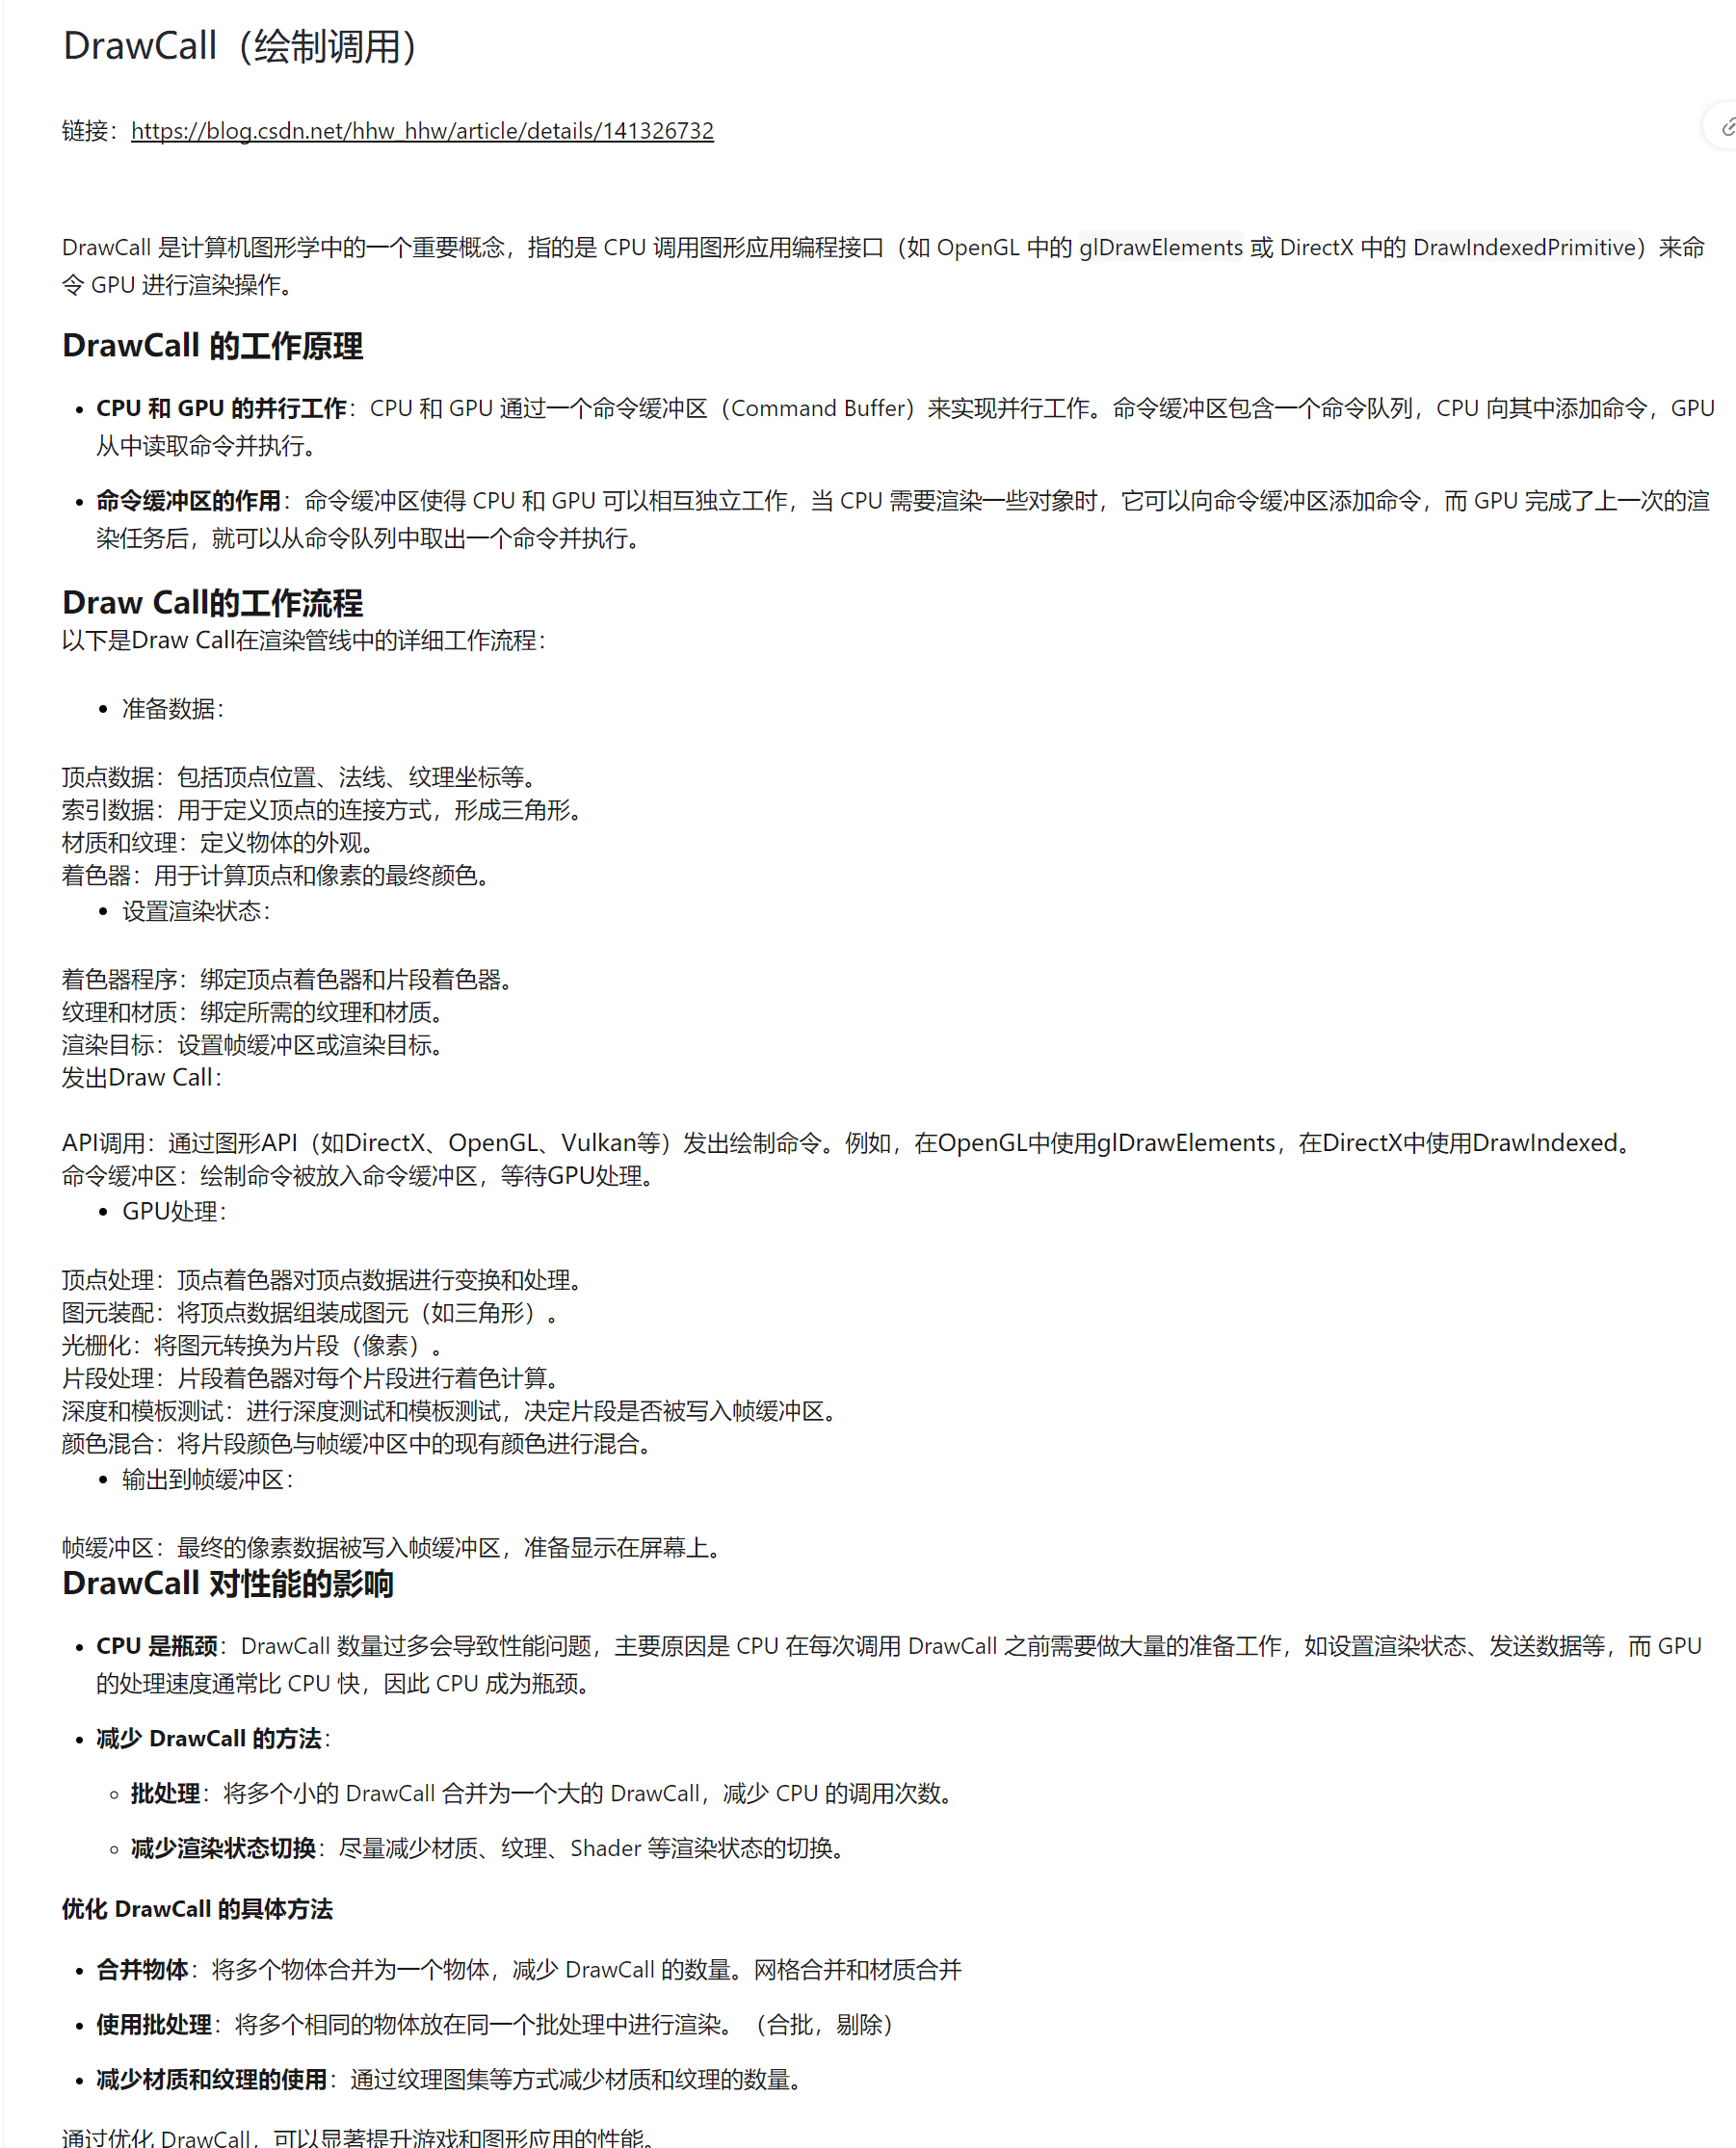 DrawCall（绘制调用）
链接：https://blog.csdn.net/hhw_hhw/article/details/141326732
DrawCall 是计算机图形学中的一个重要概念，指的是 CPU 调用图形应用编程接口（如 OpenGL 中的 glDrawElements 或 DirectX 中的 DrawIndexedPrimitive）来命
令 GPU 进行渲染操作。
DrawCall 的工作原理
• CPU 和 GPU 的并行工作：CPU 和 GPU 通过一个命令缓冲区（Command Buffer）来实现并行工作。命令缓冲区包含一个命令队列，CPU 向其中添加命令，GPU
从中读取命令并执行。
• 命令缓冲区的作用：命令缓冲区使得 CPU 和 GPU 可以相互独立工作，当 CPU 需要渲染一些对象时，它可以向命令缓冲区添加命令，而 GPU 完成了上一次的渲
染任务后，就可以从命令队列中取出一个命令并执行。
Draw Call的工作流程
以下是Draw Call在渲染管线中的详细工作流程：
• 准备数据：
顶点数据：包括顶点位置、法线、纹理坐标等。
索引数据：用于定义顶点的连接方式，形成三角形。
材质和纹理：定义物体的外观。
着色器：用于计算顶点和像素的最终颜色。
• 设置渲染状态：
着色器程序：绑定顶点着色器和片段着色器。
纹理和材质：绑定所需的纹理和材质。
渲染目标：设置帧缓冲区或渲染目标。
发出Draw Call：
API调用：通过图形API（如DirectX、OpenGL、Vulkan等）发出绘制命令。例如，在OpenGL中使用glDrawElements，在DirectX中使用DrawIndexed。
命令缓冲区：绘制命令被放入命令缓冲区，等待GPU处理。
• GPU处理：
顶点处理：顶点着色器对顶点数据进行变换和处理。
图元装配：将顶点数据组装成图元（如三角形）。
光栅化：将图元转换为片段（像素）。
片段处理：片段着色器对每个片段进行着色计算。
深度和模板测试：进行深度测试和模板测试，决定片段是否被写入帧缓冲区。
颜色混合：将片段颜色与帧缓冲区中的现有颜色进行混合。
• 输出到帧缓冲区：
帧缓冲区：最终的像素数据被写入帧缓冲区，准备显示在屏幕上。
DrawCall 对性能的影响
• CPU 是瓶颈：DrawCall 数量过多会导致性能问题，主要原因是 CPU 在每次调用 DrawCall 之前需要做大量的准备工作，如设置渲染状态、发送数据等，而 GPU
的处理速度通常比 CPU 快，因此 CPU 成为瓶颈。
• 减少 DrawCall 的方法：
◦ 批处理：将多个小的 DrawCall 合并为一个大的 DrawCall，减少 CPU 的调用次数。
◦ 减少渲染状态切换：尽量减少材质、纹理、Shader 等渲染状态的切换。
优化 DrawCall 的具体方法
• 合并物体：将多个物体合并为一个物体，减少 DrawCall 的数量。网格合并和材质合并
• 使用批处理：将多个相同的物体放在同一个批处理中进行渲染。（合批，剔除）
• 减少材质和纹理的使用：通过纹理图集等方式减少材质和纹理的数量。
通过优化 DrawCall，可以显著提升游戏和图形应用的性能。